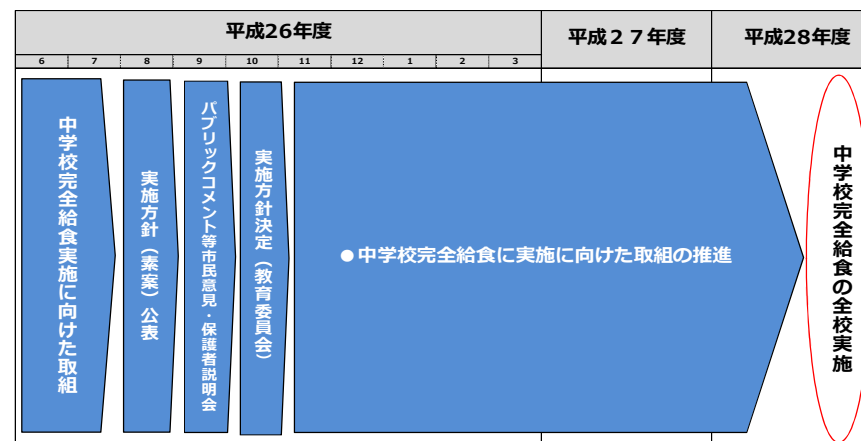 平成26年度
平成２７年度
平成28年度
6 7 8 9 10 11 12 1 2 3
中学校完全給食実施に向けた取組
実施方針（素案）公表
パブリックコメント等市民意見・保護者説明会
実施方針決定（教育委員会）
●中学校完全給食に実施に向けた取組の推進
中学校完全給食の全校実施